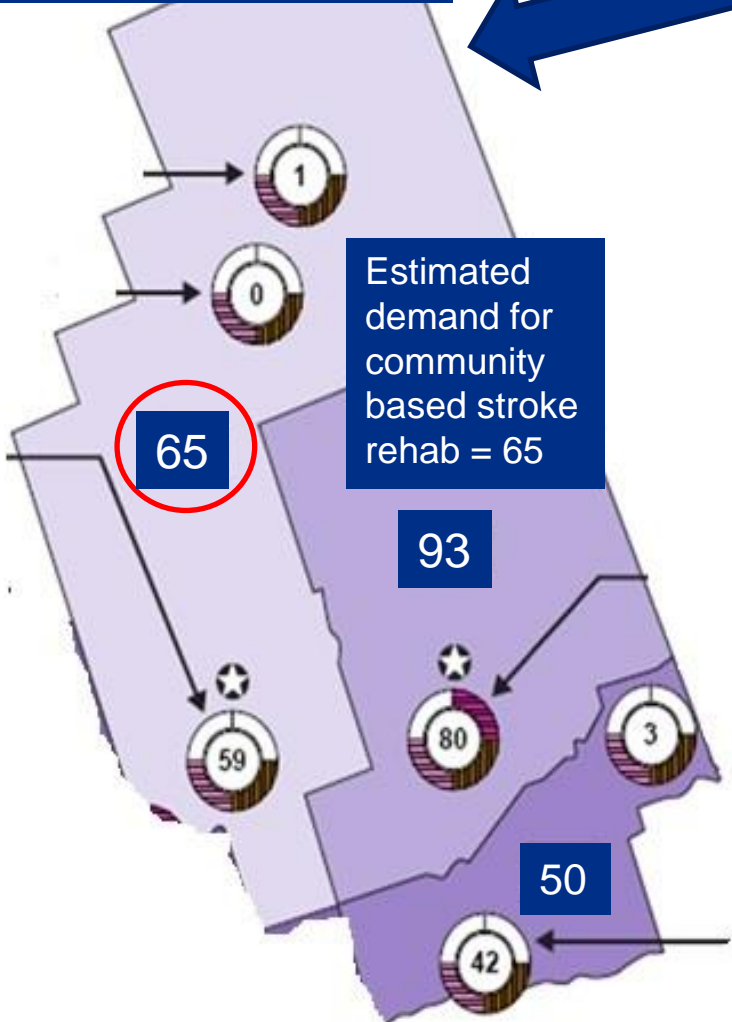 1
0
Estimated
demand for
community
based stroke
rehab = 65
65
93
59
80
3
50
42